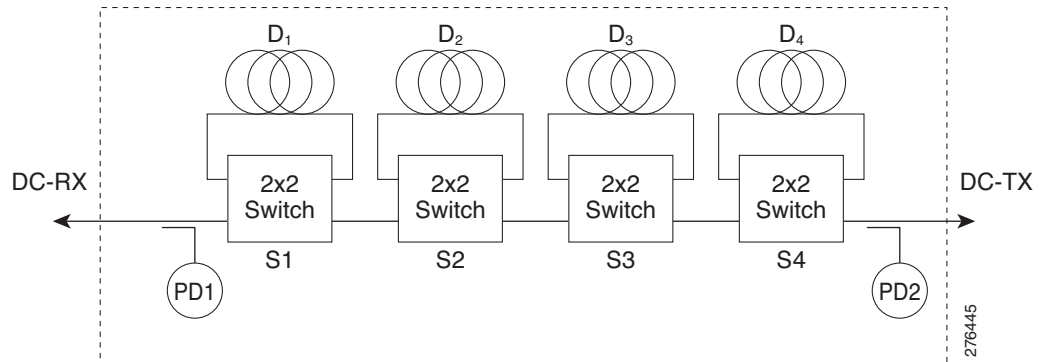 D₁ D₂ D₃ D₄
DC-RX
2x2
Switch
2x2
Switch
2x2
Switch
2x2
Switch
DC-TX
S1 S2 S3 S4
PD1
PD2
276445